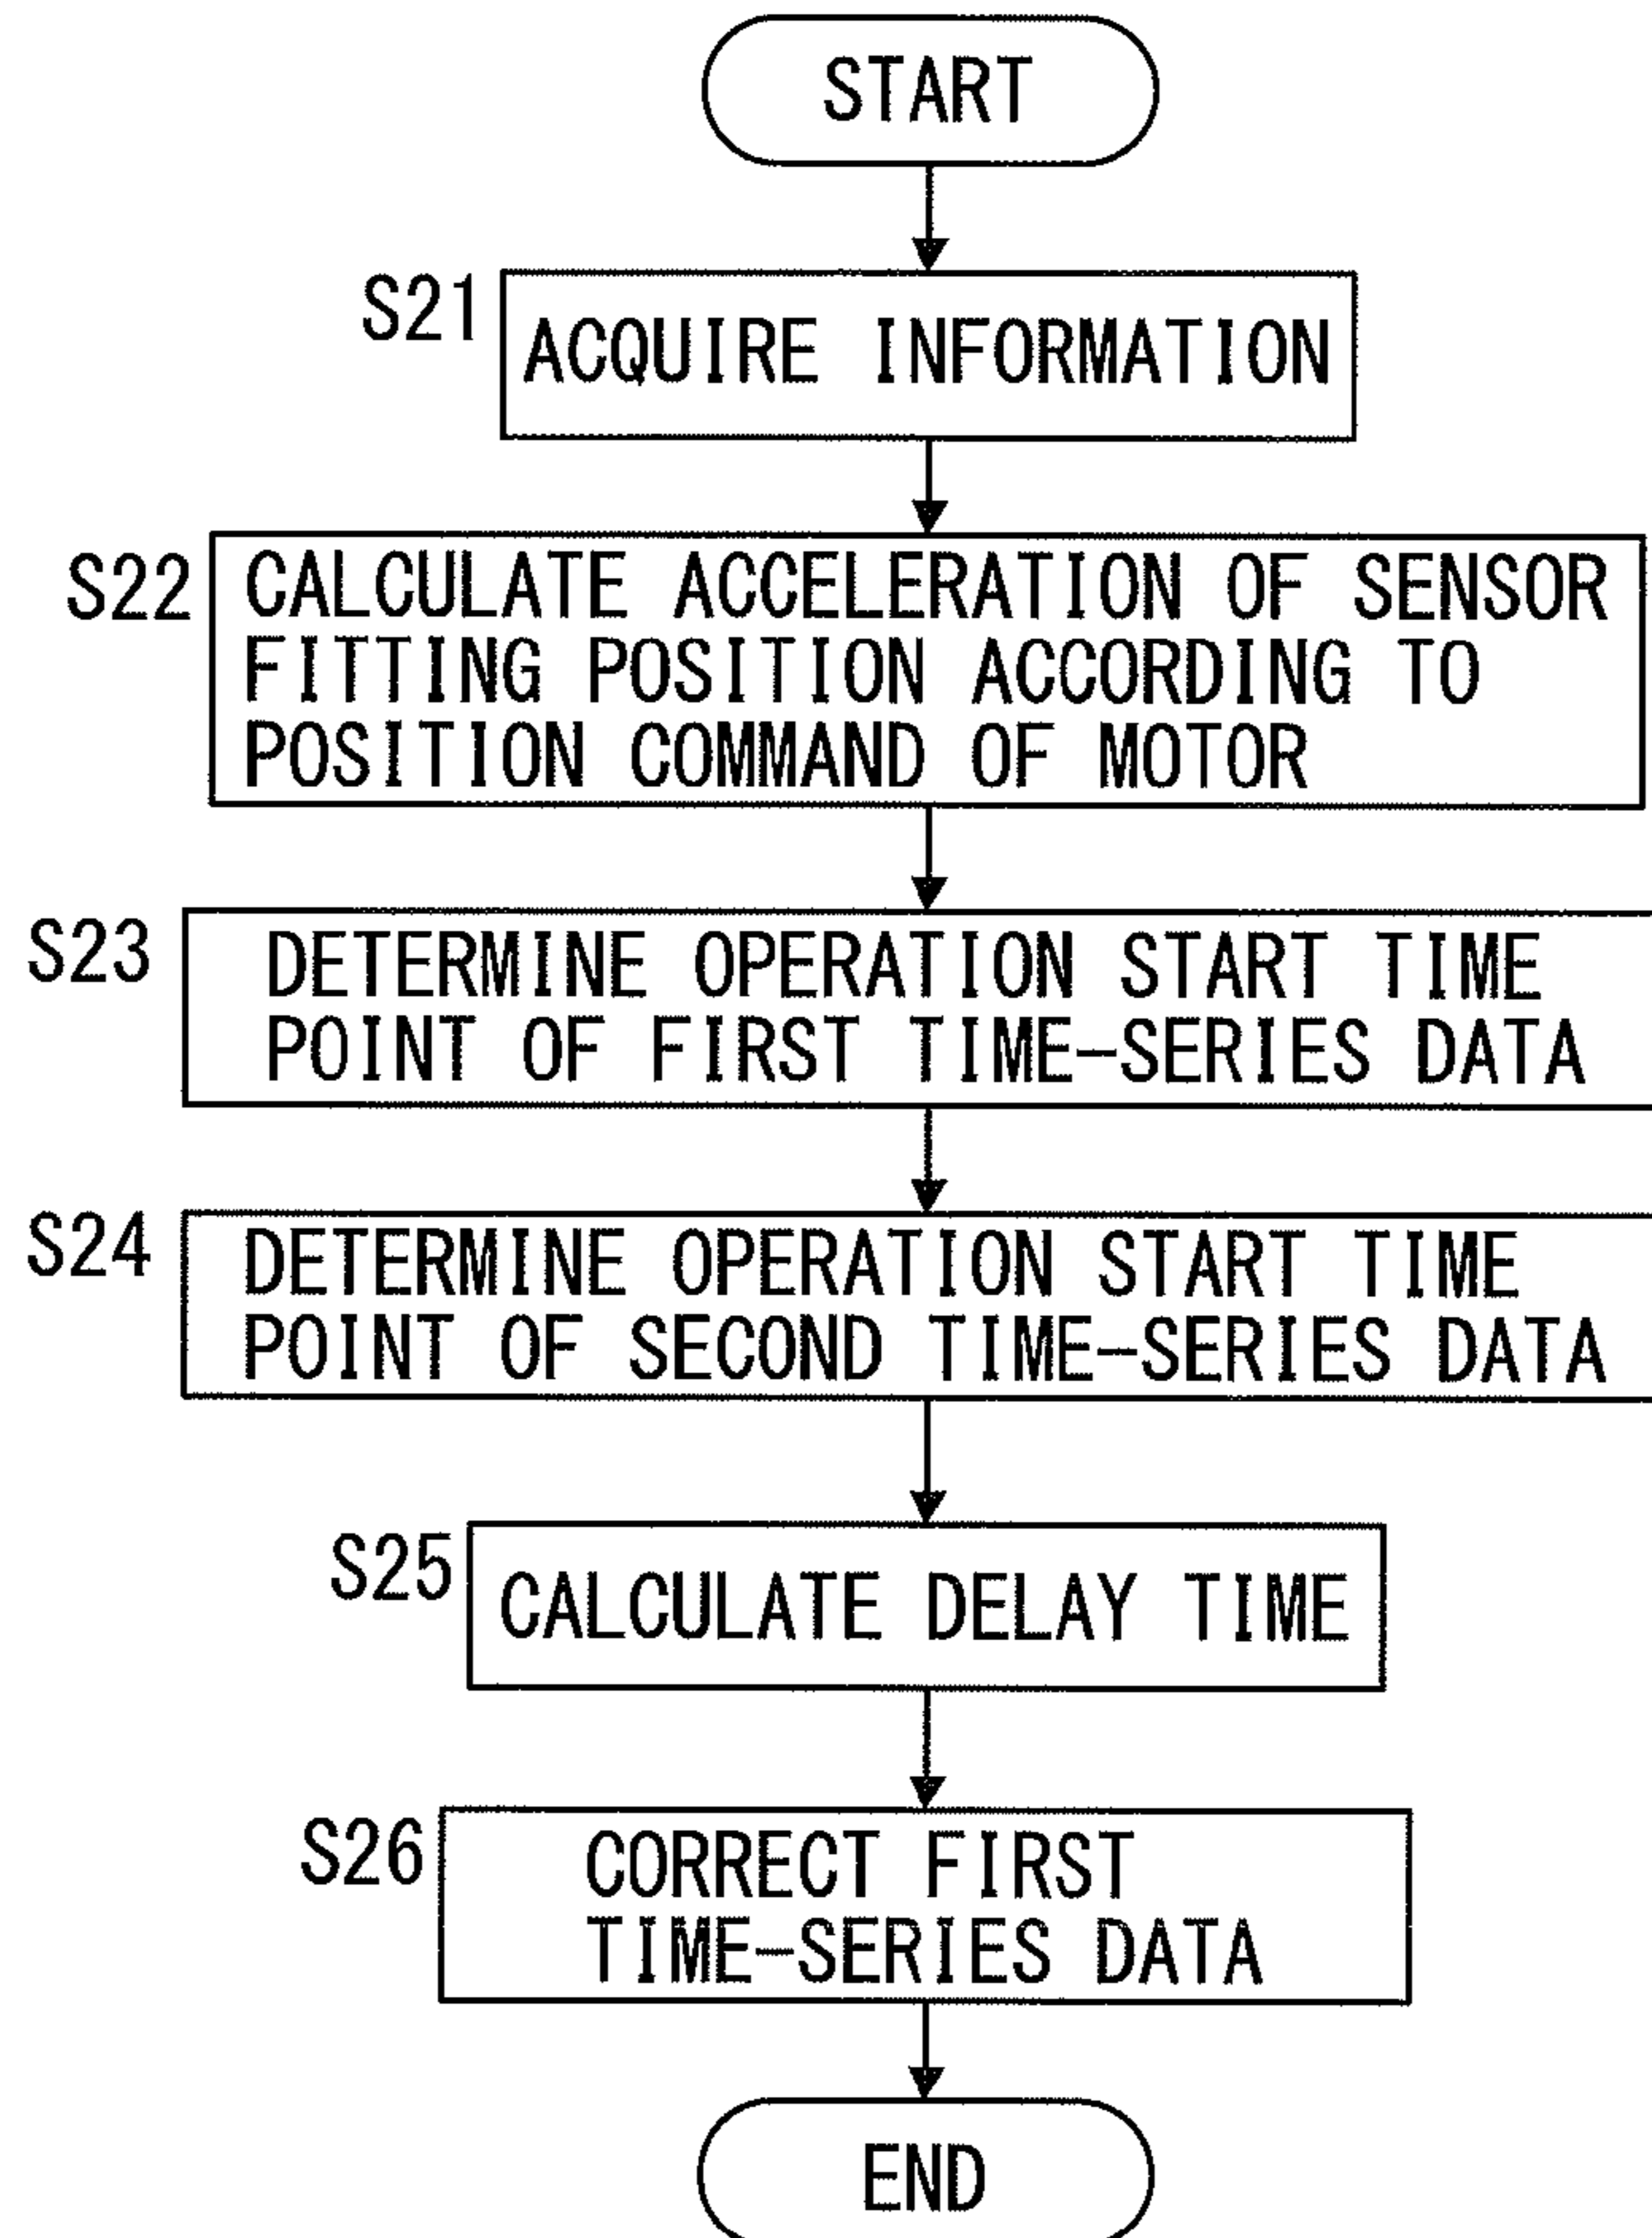 START
S21
ACQUIRE INFORMATION
S22
CALCULATE ACCELERATION OF SENSOR
FITTING POSITION ACCORDING TO
POSITION COMMAND OF MOTOR
S23
DETERMINE OPERATION START TIME
POINT OF FIRST TIME-SERIES DATA
S24
DETERMINE OPERATION START TIME
POINT OF SECOND TIME-SERIES DATA
S25
CALCULATE DELAY TIME
S26
CORRECT FIRST
TIME-SERIES DATA
END